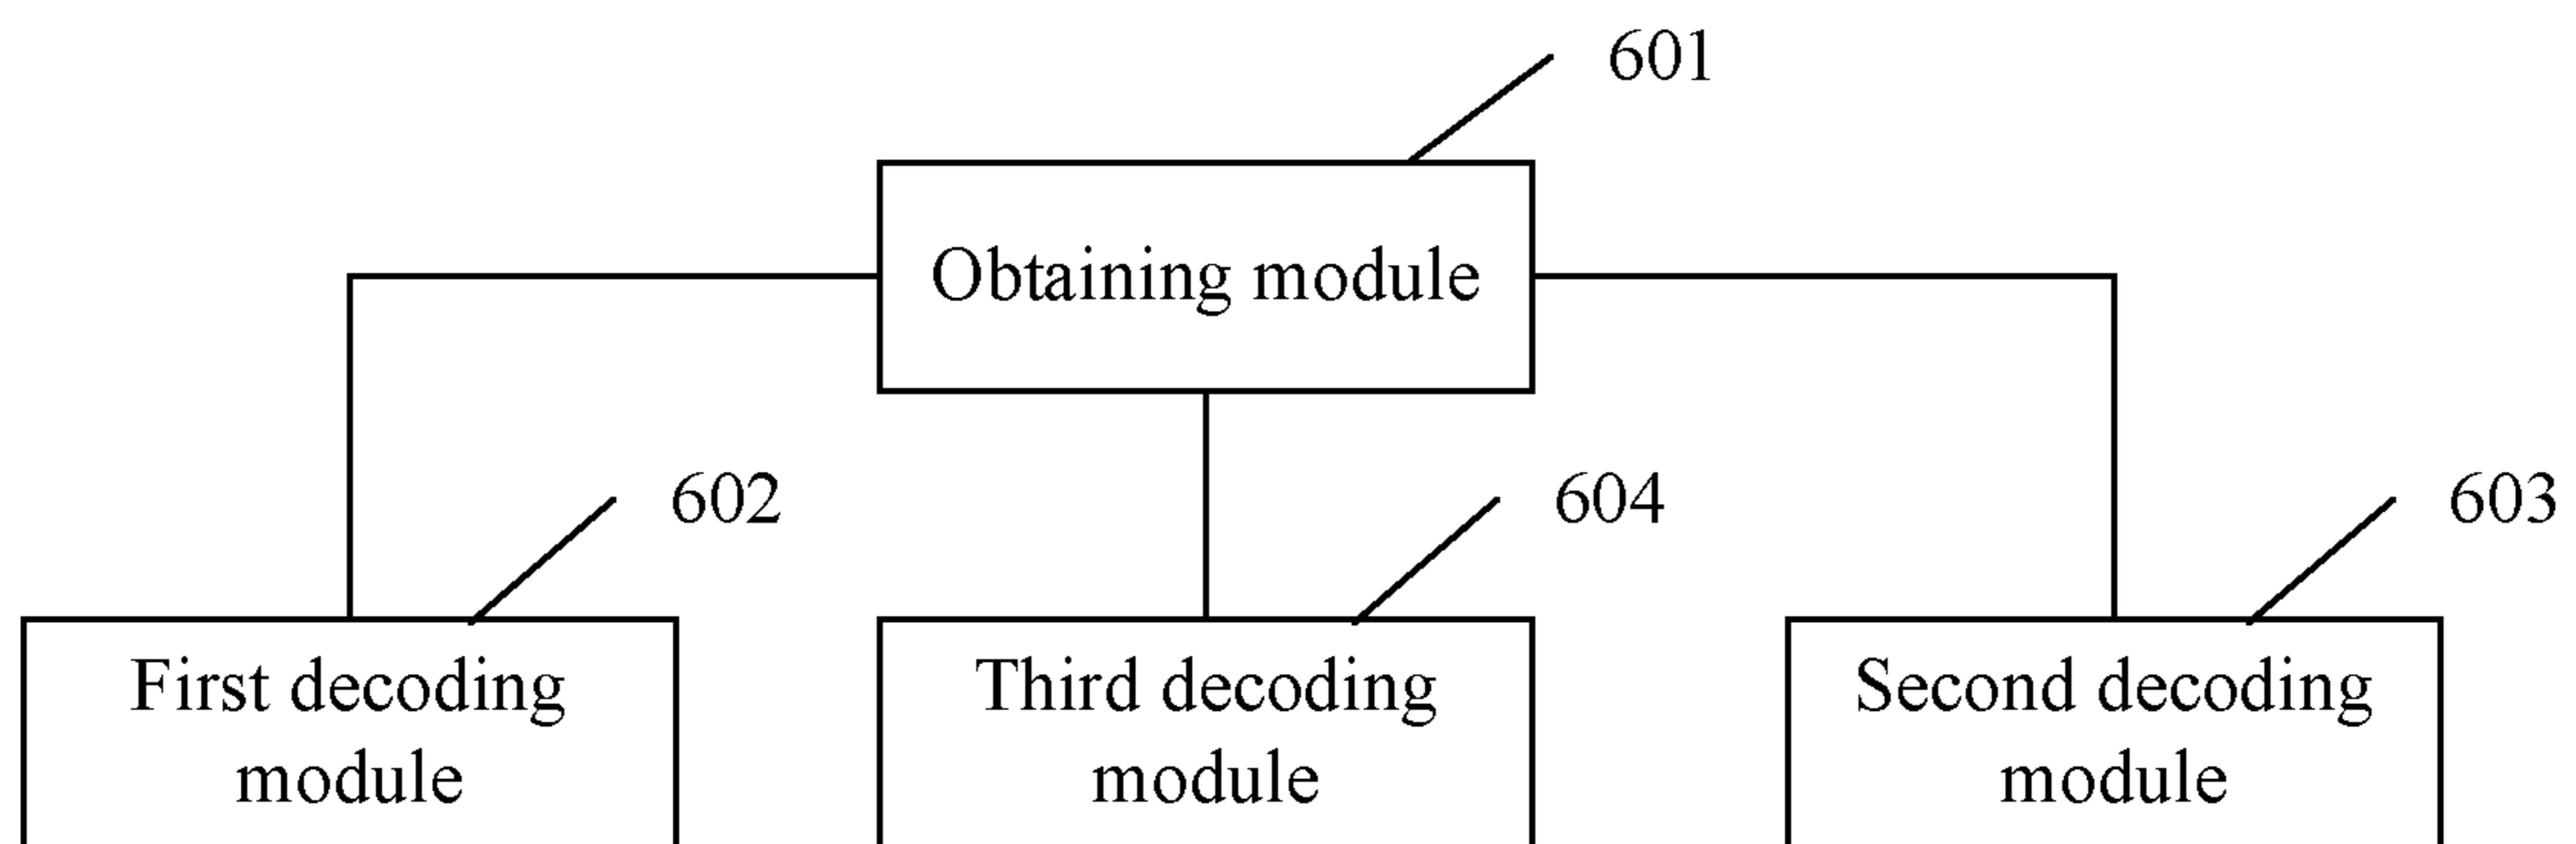 601
Obtaining module
602
604
603
First decoding
module
Third decoding
module
Second decoding
module